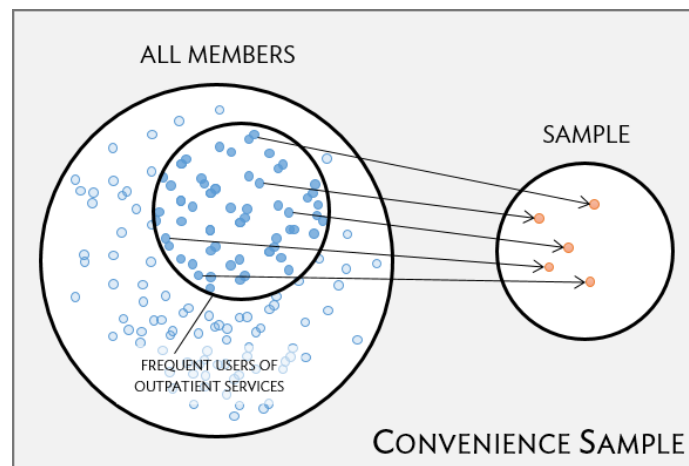 ALL MEMBERS
SAMPLE
FREQUENT USERS OF
OUTPATIENT SERVICES
CONVENIENCE SAMPLE